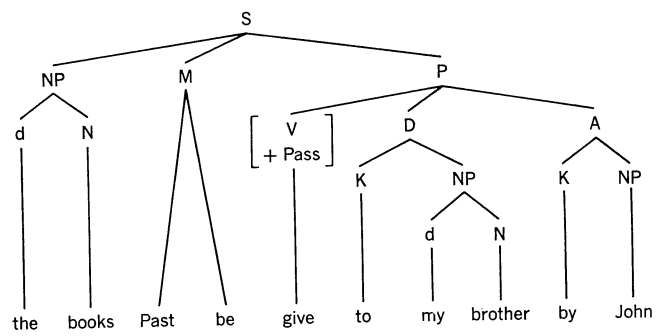 S
NP M P
d N V D A
+ Pass
K NP K NP
d N
the books Past be give to my brother by John